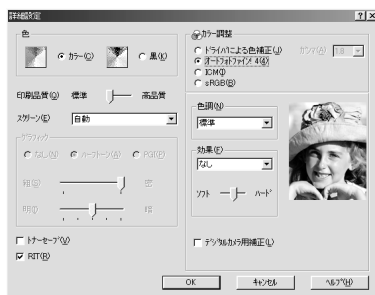 詳細設定
色
カラー(C)
黒(K)
印刷品質(Q) 標準 高品質
スクリーン(E) 自動
グラフィック
なし(N) ハーフトーン(A) PGI(P)
粗(G) 密
明(I) 暗
トナーセーブ(V)
RIT(R)
カラー調整
ドライバによる色補正(J) ガンマ(A) 1.8
オートフォトファイン!4(4)
ICM(I)
sRGB(B)
色調(N)
標準
効果(F)
なし
ソフト ハード
デジタルカメラ用補正(L)
OK キャンセル ヘルプ(H)